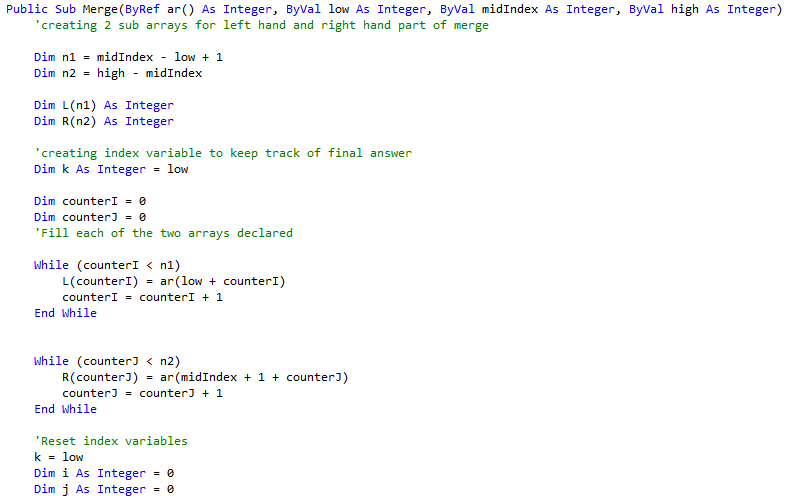 Public Sub Merge(ByRef ar() As Integer, ByVal low As Integer, ByVal midIndex As Integer, ByVal high As Integer)
'creating 2 sub arrays for left hand and right hand part of merge
Dim n1 = midIndex - low + 1
Dim n2 = high - midIndex
Dim L(n1) As Integer
Dim R(n2) As Integer
'creating index variable to keep track of final answer
Dim k As Integer = low
Dim counterI = 0
Dim counterJ = 0
'Fill each of the two arrays declared
While (counterI < n1)
L(counterI) = ar(low + counterI)
counterI = counterI + 1
End While
While (counterJ < n2)
R(counterJ) = ar(midIndex + 1 + counterJ)
counterJ = counterJ + 1
End While
'Reset index variables
k = low
Dim i As Integer = 0
Dim j As Integer = 0